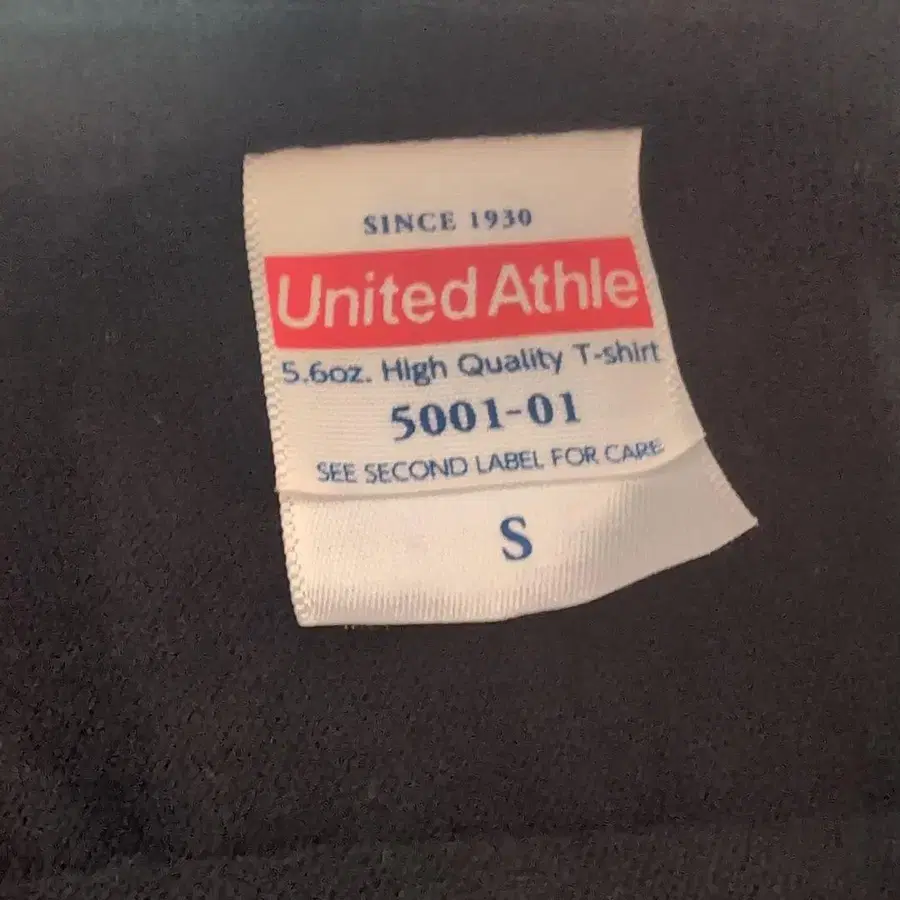 SINCE 1930
United Athle
5.6oz. High Quality T-shirt
5001-01
SEE SECOND LABEL FOR CARE
S